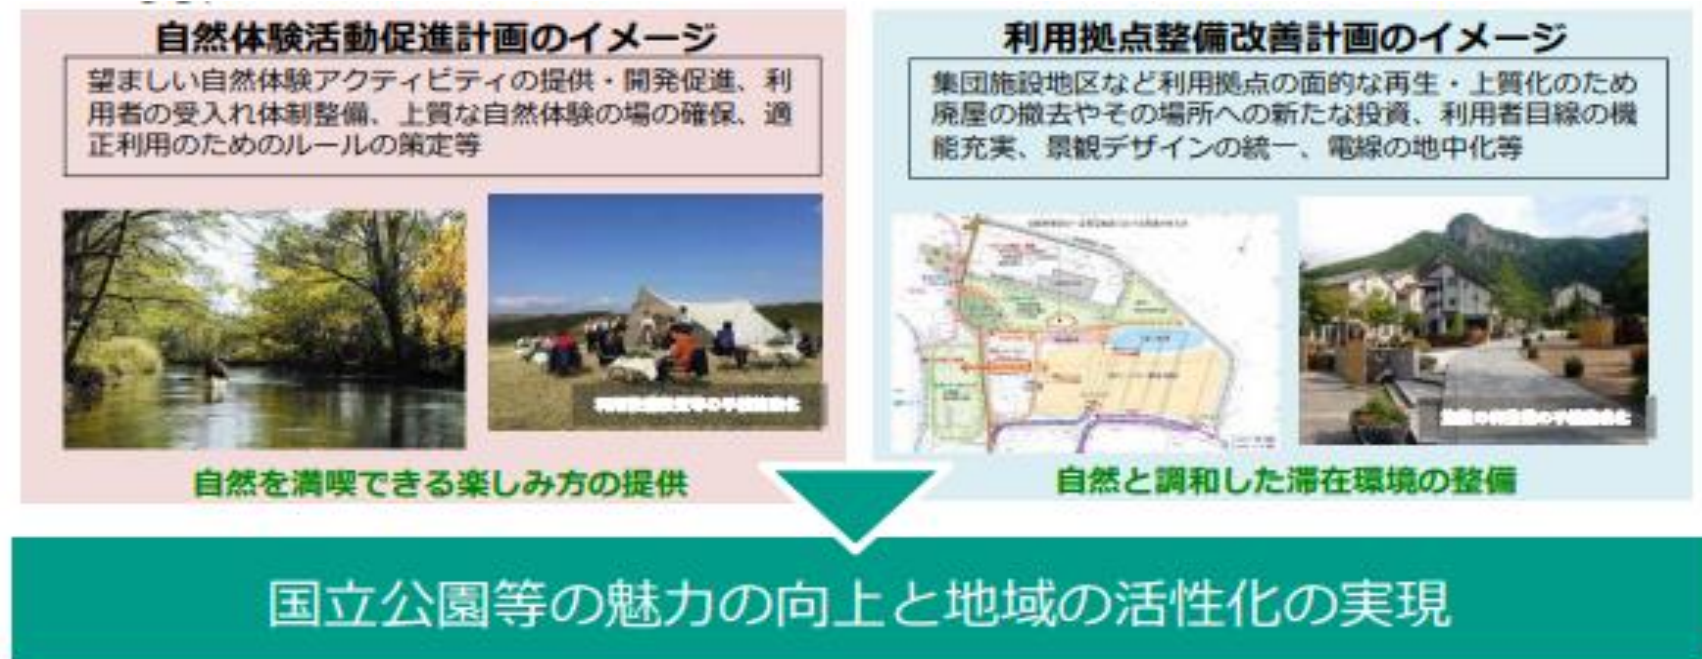 自然体験活動促進計画のイメージ
望ましい自然体験アクティビティの提供・開発促進、利
用者の受入れ体制整備、上質な自然体験の場の確保、適
正利用のためのルールの策定等
自然を満喫できる楽しみ方の提供
利用拠点整備改善計画のイメージ
集団施設地区など利用拠点の面的な再生・上質化のため
廃屋の撤去やその場所への新たな投資、利用者目線の機
能充実、景観デザインの統一、電線の地中化等
自然と調和した滞在環境の整備
国立公園等の魅力の向上と地域の活性化の実現